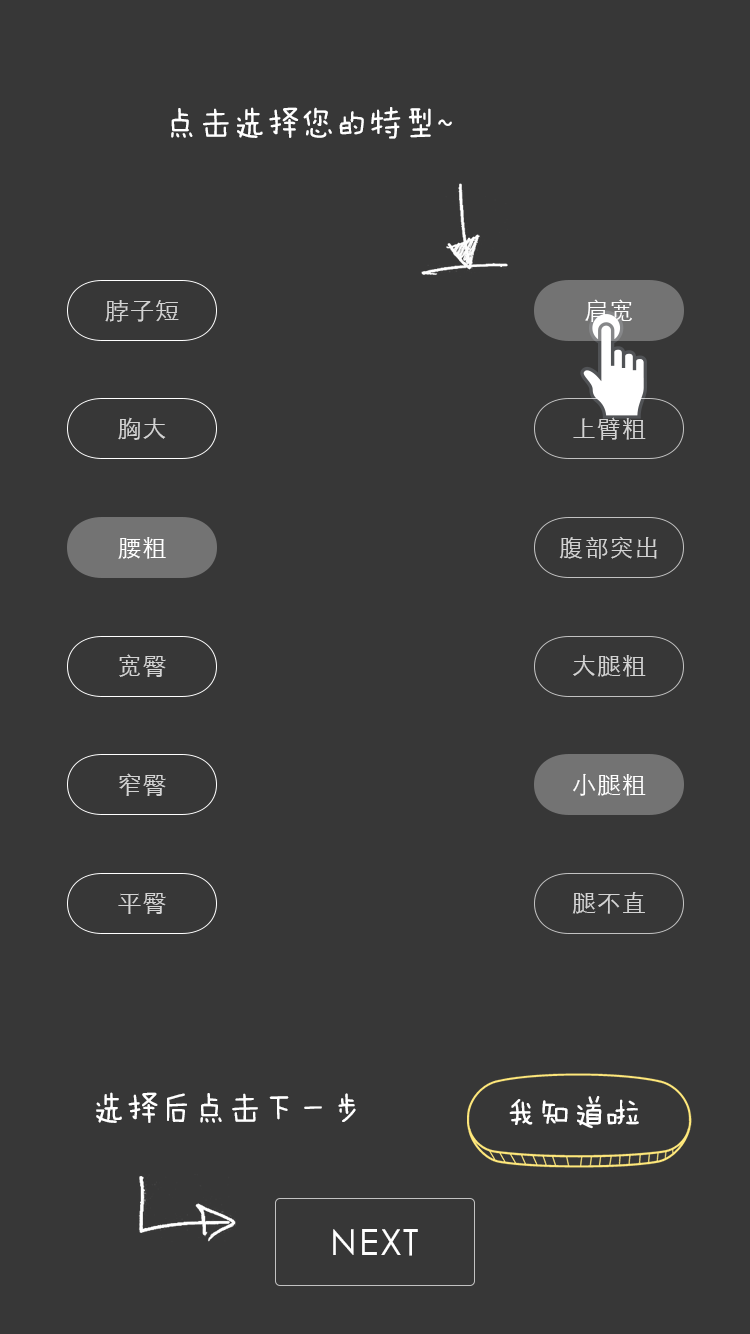 点击选择您的特型~
脖子短
肩宽
胸大
上臂粗
腰粗
腹部突出
宽臀
大腿粗
窄臀
小腿粗
平臀
腿不直
选择后点击下一步
我知道啦
NEXT